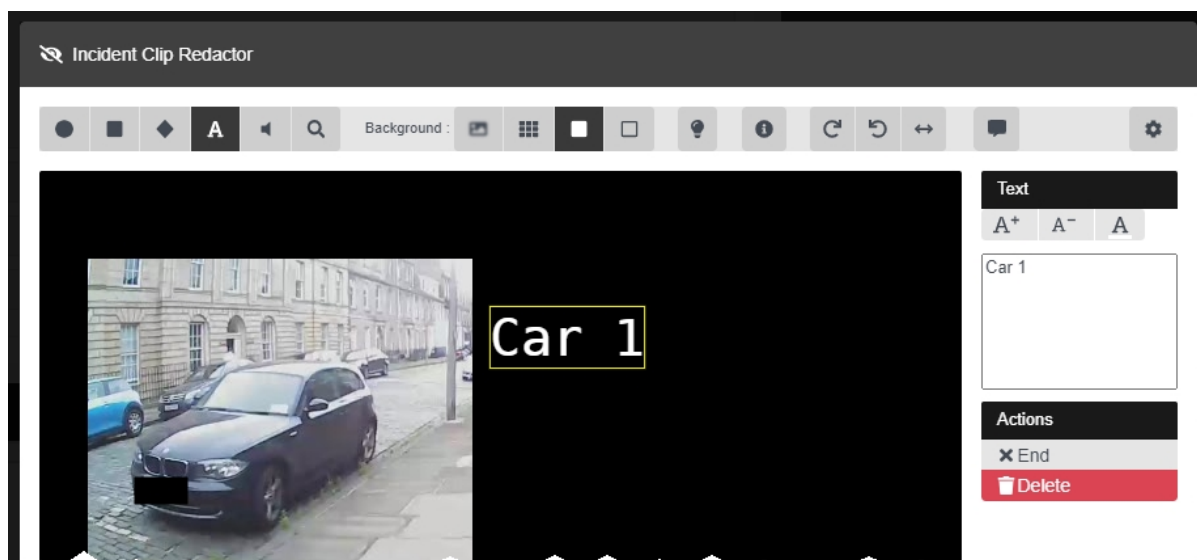 Incident Clip Redactor
A Background :
Text
A+ A− A
Car 1
Car 1
Actions
End
Delete